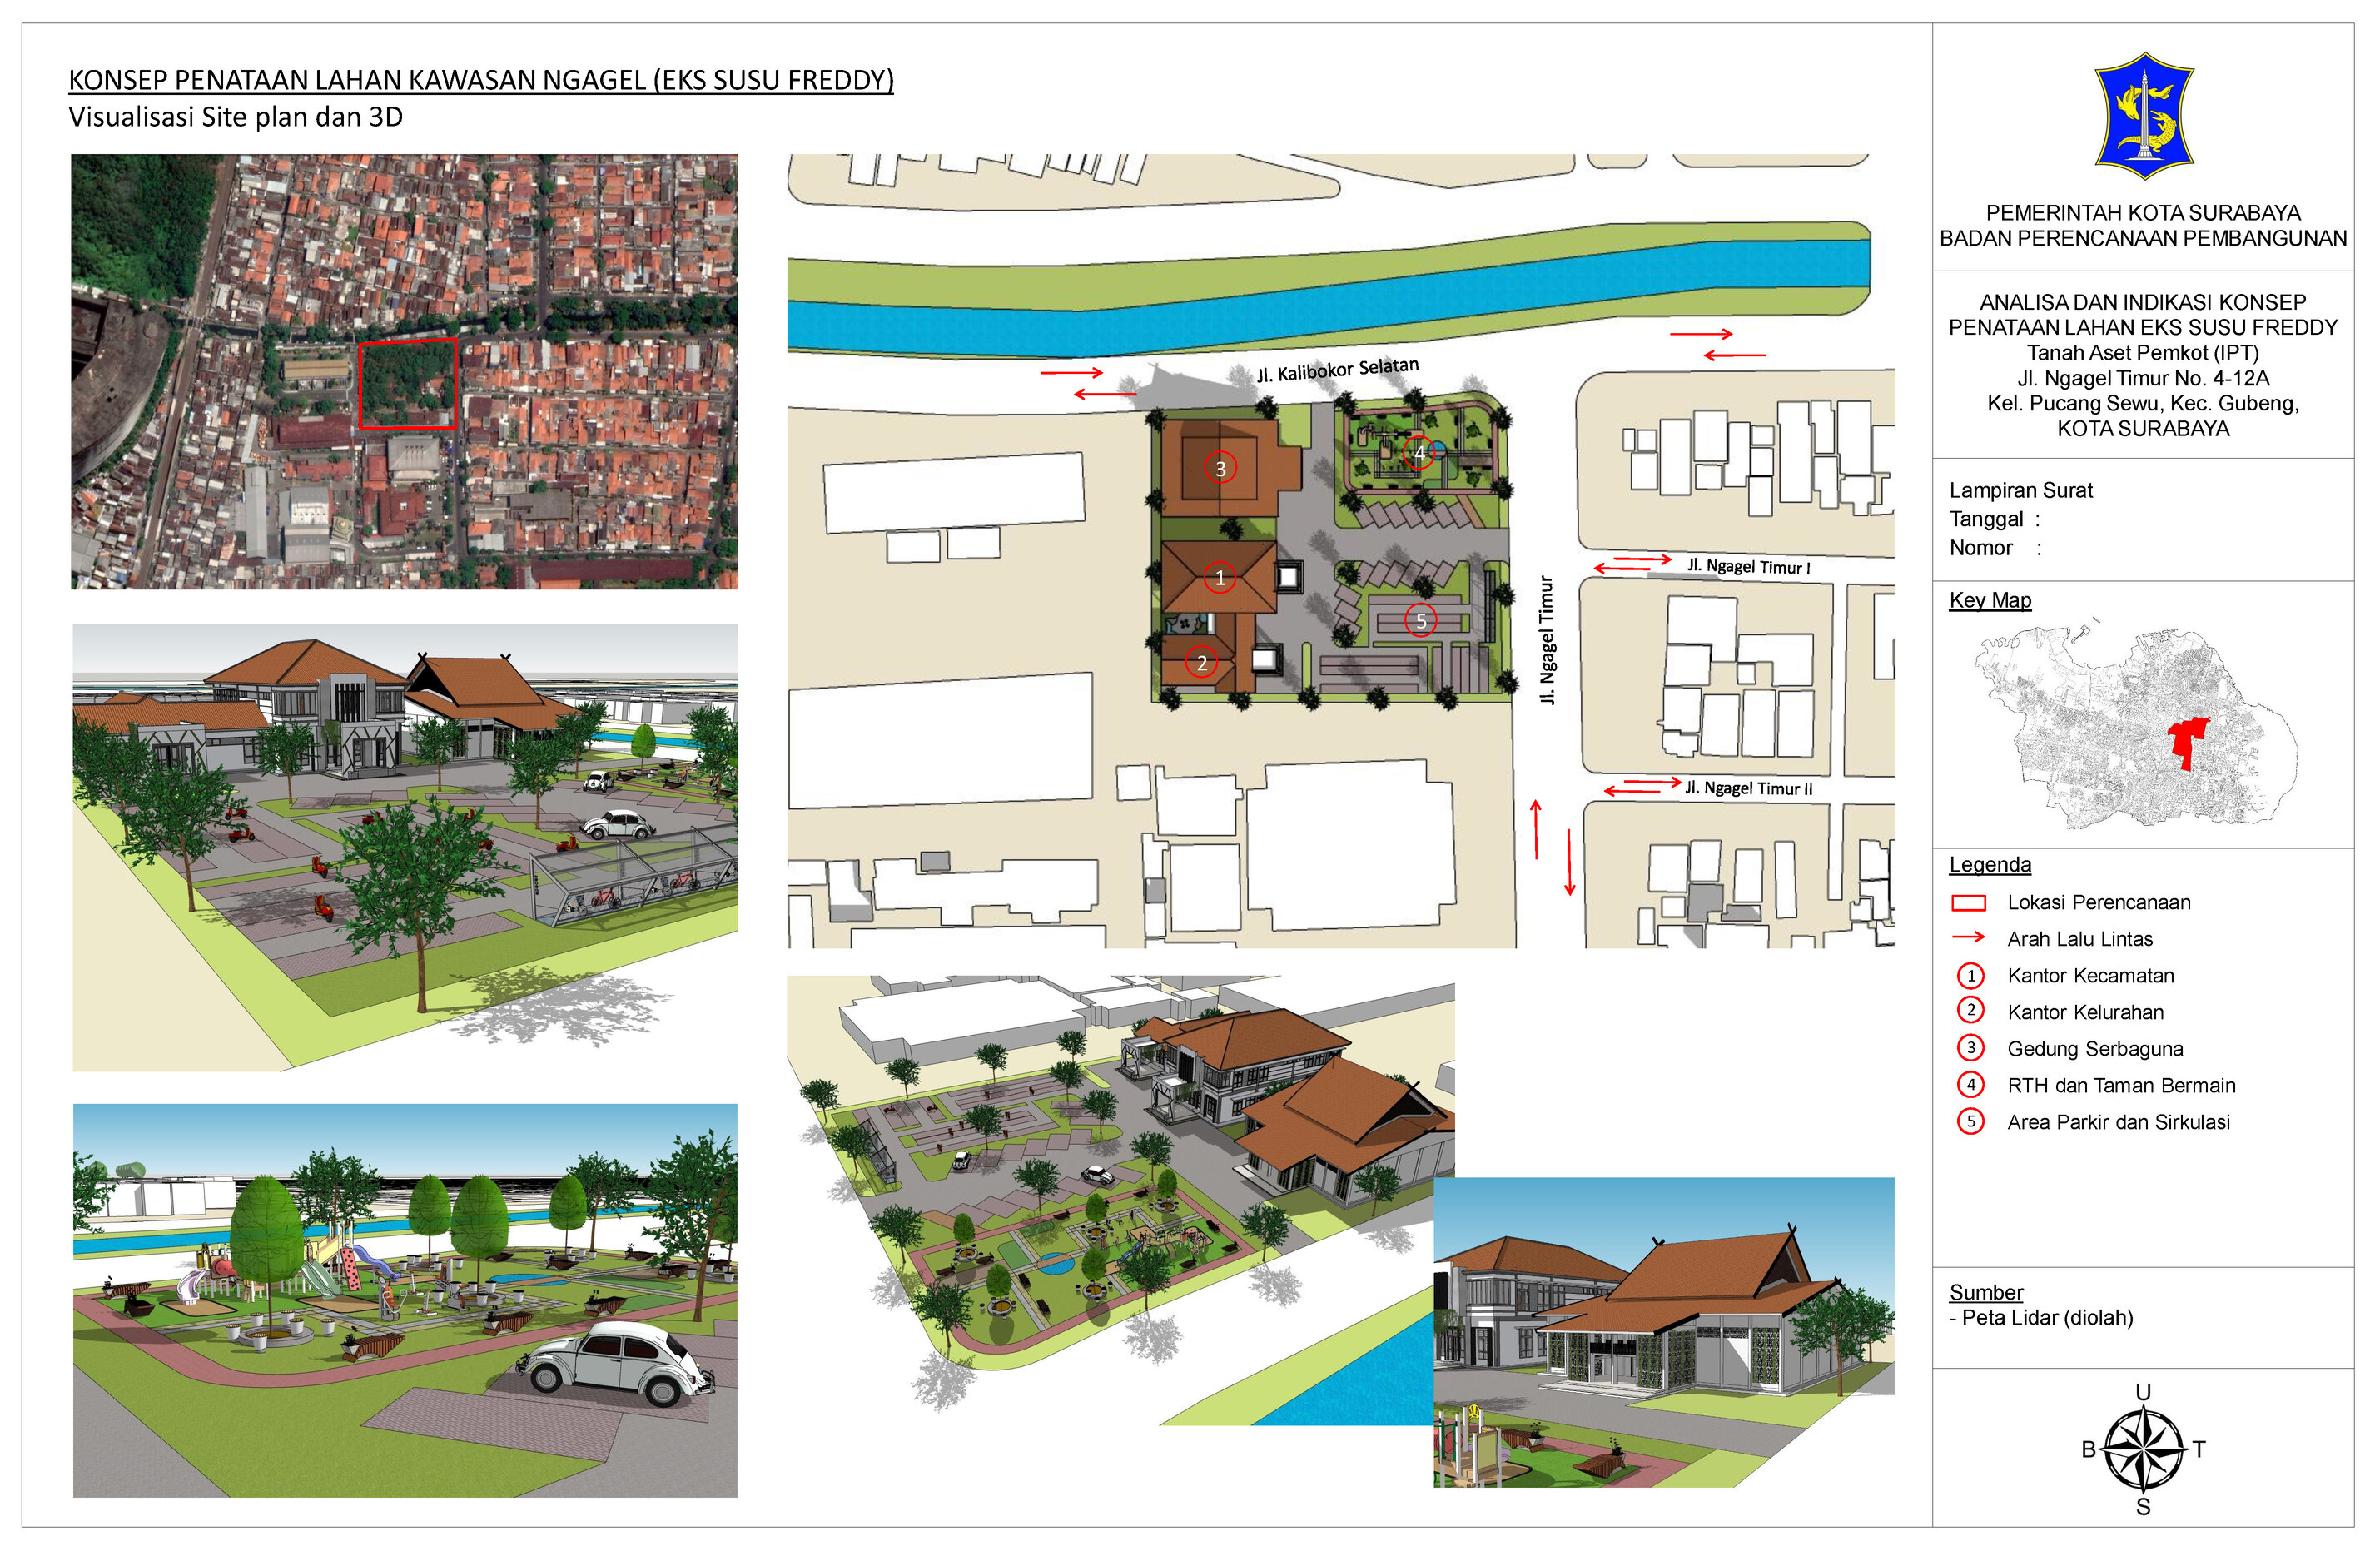 KONSEP PENATAAN LAHAN KAWASAN NGAGEL (EKS SUSU FREDDY)
Visualisasi Site plan dan 3D
Jl. Kalibokor Selatan
3
4
1
5
2
Jl. Ngagel Timur
Jl. Ngagel Timur I
Jl. Ngagel Timur II
PEMERINTAH KOTA SURABAYA
BADAN PERENCANAAN PEMBANGUNAN
ANALISA DAN INDIKASI KONSEP
PENATAAN LAHAN EKS SUSU FREDDY
Tanah Aset Pemkot (IPT)
Jl. Ngagel Timur No. 4-12A
Kel. Pucang Sewu, Kec. Gubeng,
KOTA SURABAYA
Lampiran Surat
Tanggal :
Nomor :
Key Map
Legenda
Lokasi Perencanaan
Arah Lalu Lintas
1 Kantor Kecamatan
2 Kantor Kelurahan
3 Gedung Serbaguna
4 RTH dan Taman Bermain
5 Area Parkir dan Sirkulasi
Sumber
- Peta Lidar (diolah)
U
B T
S